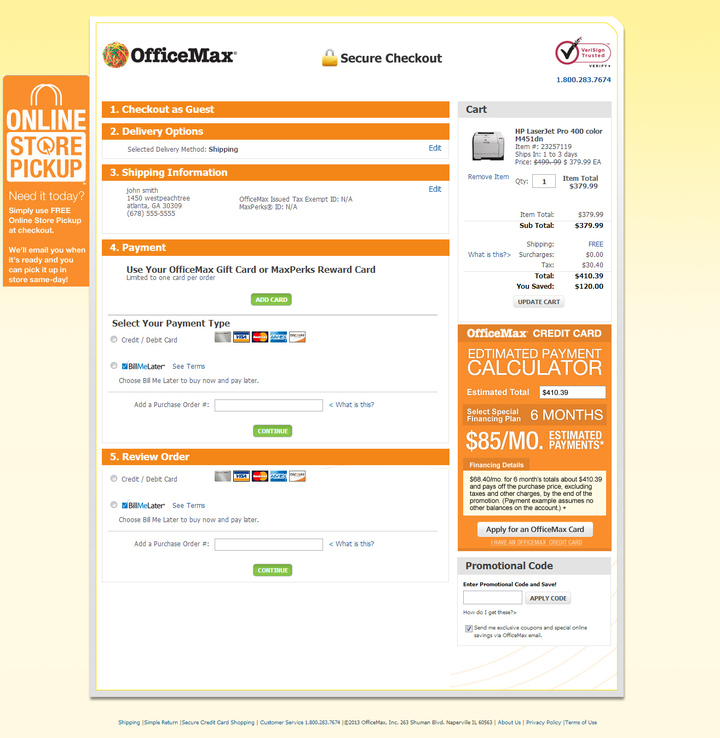 OfficeMax®
Secure Checkout
VeriSign
Trusted
VERIFY▸
1.800.283.7674
ONLINE
STORE
PICKUP
Need it today?
Simply use FREE
Online Store Pickup
at checkout.
We'll email you when
it's ready and you
can pick it up in
store same-day!
1. Checkout as Guest
2. Delivery Options
Selected Delivery Method: Shipping
Edit
3. Shipping Information
john smith
1450 westpeachtree
atlanta, GA 30309
(678) 555-5555
OfficeMax Issued Tax Exempt ID: N/A
MaxPerks® ID: N/A
Edit
4. Payment
Use Your OfficeMax Gift Card or MaxPerks Reward Card
Limited to one card per order
ADD CARD
Select Your Payment Type
Credit / Debit Card
VISA
BillMeLater®
See Terms
Choose Bill Me Later to buy now and pay later.
Add a Purchase Order #:
< What is this?
CONTINUE
5. Review Order
Credit / Debit Card
VISA
BillMeLater®
See Terms
Choose Bill Me Later to buy now and pay later.
Add a Purchase Order #:
< What is this?
CONTINUE
Cart
HP LaserJet Pro 400 color
M451dn
Item #: 23257119
Ships In: 1 to 3 days
Price: $499.99 $ 379.99 EA
Remove Item
Qty: 1
Item Total
$379.99
Item Total: $379.99
Sub Total: $379.99
Shipping: FREE
What is this?> Surcharges: $0.00
Tax: $30.40
Total: $410.39
You Saved: $120.00
UPDATE CART
OfficeMax® CREDIT CARD
EDTIMATED PAYMENT
CALCULATOR
Estimated Total $410.39
Select Special
Financing Plan
6 MONTHS
$85/MO.
ESTIMATED
PAYMENTS*
Financing Details
$68.40/mo. for 6 month's totals about $410.39
and pays off the purchase price, excluding
taxes and other charges, by the end of the
promotion. (Payment example assumes no
other balances on the account.) +
Apply for an OfficeMax Card
I HAVE AN OFFICEMAX CREDIT CARD
Promotional Code
Enter Promotional Code and Save!
APPLY CODE
How do I get these?>
Send me exclusive coupons and special online
savings via OfficeMax email.
Shipping |Simple Return |Secure Credit Card Shopping | Customer Service 1.800.283.7674 |©2013 OfficeMax, Inc. 263 Shuman Blvd. Naperville IL 60563 | About Us | Privacy Policy |Terms of Use